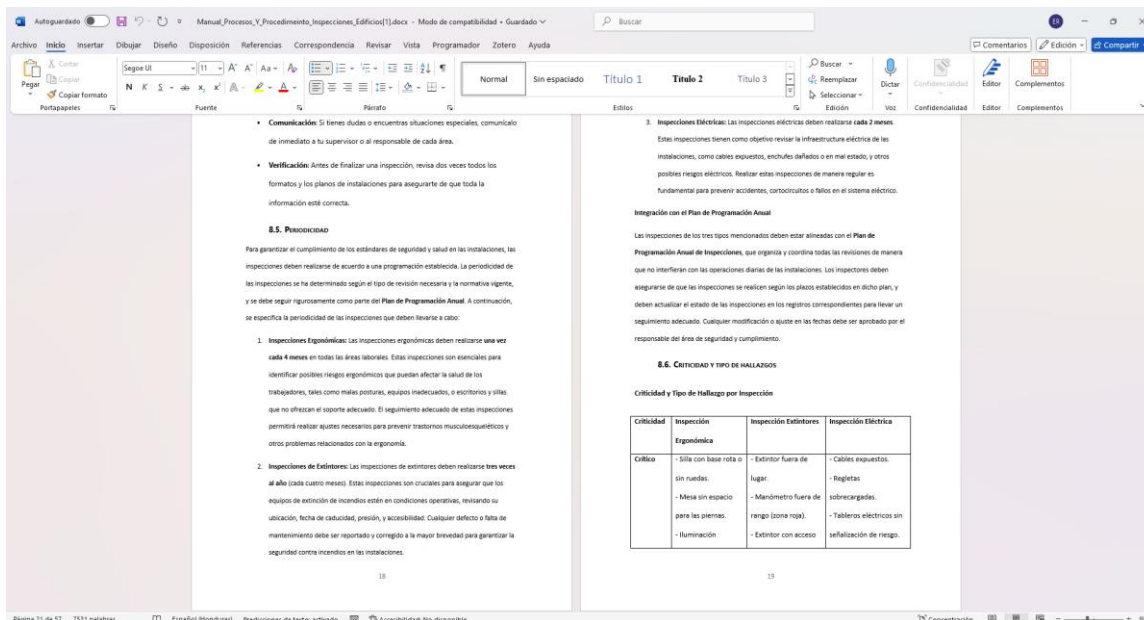 Autoguardado
Manual_Procesos_Y_Procedimiento_Inspecciones_Edificios[1].docx - Modo de compatibilidad • Guardado
Buscar
ER
Archivo Inicio Insertar Dibujar Diseño Disposición Referencias Correspondencia Revisar Vista Programador Zotero Ayuda
Comentarios Edición Compartir
Pegar
Cortar
Copiar
Copiar formato
Portapapeles
Segoe UI 11
Fuente
Párrafo
Normal Sin espaciado Título 1 Título 2 Título 3
Estilos
Buscar
Reemplazar
Seleccionar
Edición
Dictar
Voz
Confidencialidad
Confidencialidad
Editor
Editor
Complementos
Complementos
• Comunicación: Si tienes dudas o encuentras situaciones especiales, comunícalo
de inmediato a tu supervisor o al responsable de cada área.
• Verificación: Antes de finalizar una inspección, revisa dos veces todos los
formatos y los planos de instalaciones para asegurarte de que toda la
información esté correcta.
8.5. PERIODICIDAD
Para garantizar el cumplimiento de los estándares de seguridad y salud en las instalaciones, las
inspecciones deben realizarse de acuerdo a una programación establecida. La periodicidad de
las inspecciones se ha determinado según el tipo de revisión necesaria y la normativa vigente,
y se debe seguir rigurosamente como parte del Plan de Programación Anual. A continuación,
se especifica la periodicidad de las inspecciones que deben llevarse a cabo:
1. Inspecciones Ergonómicas: Las inspecciones ergonómicas deben realizarse una vez
cada 4 meses en todas las áreas laborales. Estas inspecciones son esenciales para
identificar posibles riesgos ergonómicos que puedan afectar la salud de los
trabajadores, tales como malas posturas, equipos inadecuados, o escritorios y sillas
que no ofrezcan el soporte adecuado. El seguimiento adecuado de estas inspecciones
permitirá realizar ajustes necesarios para prevenir trastornos musculoesqueléticos y
otros problemas relacionados con la ergonomía.
2. Inspecciones de Extintores: Las inspecciones de extintores deben realizarse tres veces
al año (cada cuatro meses). Estas inspecciones son cruciales para asegurar que los
equipos de extinción de incendios estén en condiciones operativas, revisando su
ubicación, fecha de caducidad, presión, y accesibilidad. Cualquier defecto o falta de
mantenimiento debe ser reportado y corregido a la mayor brevedad para garantizar la
seguridad contra incendios en las instalaciones.
18
3. Inspecciones Eléctricas: Las inspecciones eléctricas deben realizarse cada 2 meses.
Estas inspecciones tienen como objetivo revisar la infraestructura eléctrica de las
instalaciones, como cables expuestos, enchufes dañados o en mal estado, y otros
posibles riesgos eléctricos. Realizar estas inspecciones de manera regular es
fundamental para prevenir accidentes, cortocircuitos o fallos en el sistema eléctrico.
Integración con el Plan de Programación Anual
Las inspecciones de los tres tipos mencionados deben estar alineadas con el Plan de
Programación Anual de Inspecciones, que organiza y coordina todas las revisiones de manera
que no interfieran con las operaciones diarias de las instalaciones. Los inspectores deben
asegurarse de que las inspecciones se realicen según los plazos establecidos en dicho plan, y
deben actualizar el estado de las inspecciones en los registros correspondientes para llevar un
seguimiento adecuado. Cualquier modificación o ajuste en las fechas debe ser aprobado por el
responsable del área de seguridad y cumplimiento.
8.6. CRITICIDAD Y TIPO DE HALLAZGOS
Criticidad y Tipo de Hallazgo por Inspección
Criticidad Inspección Ergonómica Inspección Extintores Inspección Eléctrica
Crítico
- Silla con base rota o
sin ruedas.
- Mesa sin espacio
para las piernas.
- Iluminación
- Extintor fuera de
lugar.
- Manómetro fuera de
rango (zona roja).
- Extintor con acceso
- Cables expuestos.
- Regletas
sobrecargadas.
- Tableros eléctricos sin
señalización de riesgo.
19
Página 21 de 57 7531 palabras Español (Honduras) Predicciones de texto: activado Accesibilidad: No disponible
Concentración